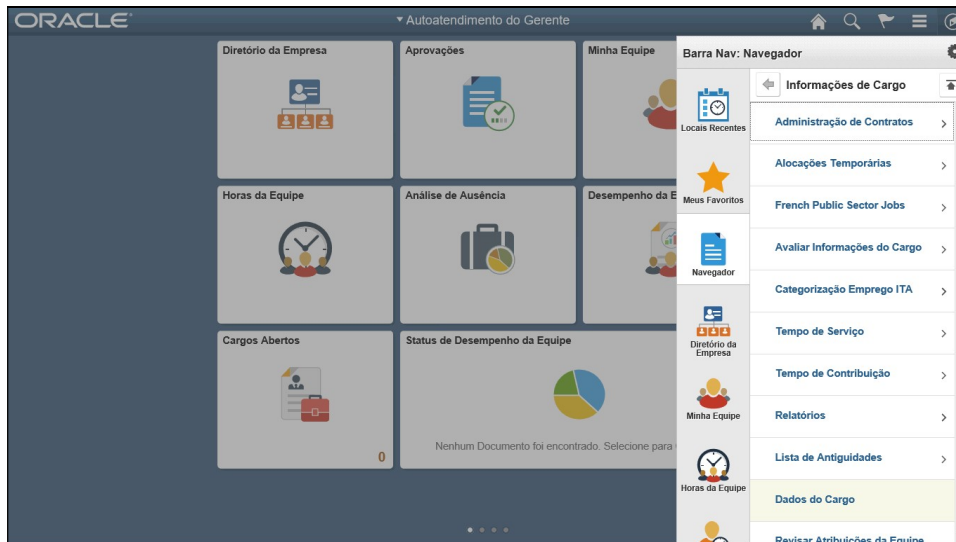 ORACLE
Autoatendimento do Gerente
Diretório da Empresa
Aprovações
Minha Equipe
Horas da Equipe
Análise de Ausência
Desempenho da E
Cargos Abertos
0
Status de Desempenho da Equipe
Nenhum Documento foi encontrado. Selecione para
Barra Nav: Navegador
Locais Recentes
Meus Favoritos
Navegador
Diretório da
Empresa
Minha Equipe
Horas da Equipe
Informações de Cargo
Administração de Contratos
Alocações Temporárias
French Public Sector Jobs
Avaliar Informações do Cargo
Categorização Emprego ITA
Tempo de Serviço
Tempo de Contribuição
Relatórios
Lista de Antiguidades
Dados do Cargo
Revisar Atribuições da Equipe